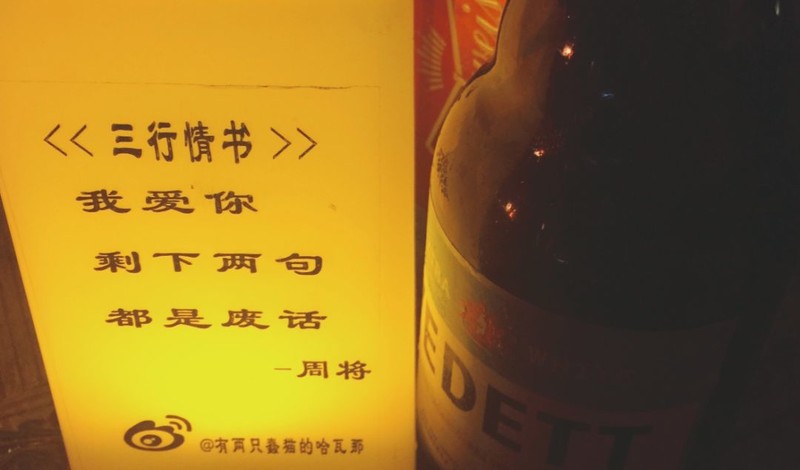 << 三行情书 >>
我爱你
剩下两句
都是废话
-周将
@有两只蠢猫的哈瓦那
EDETT